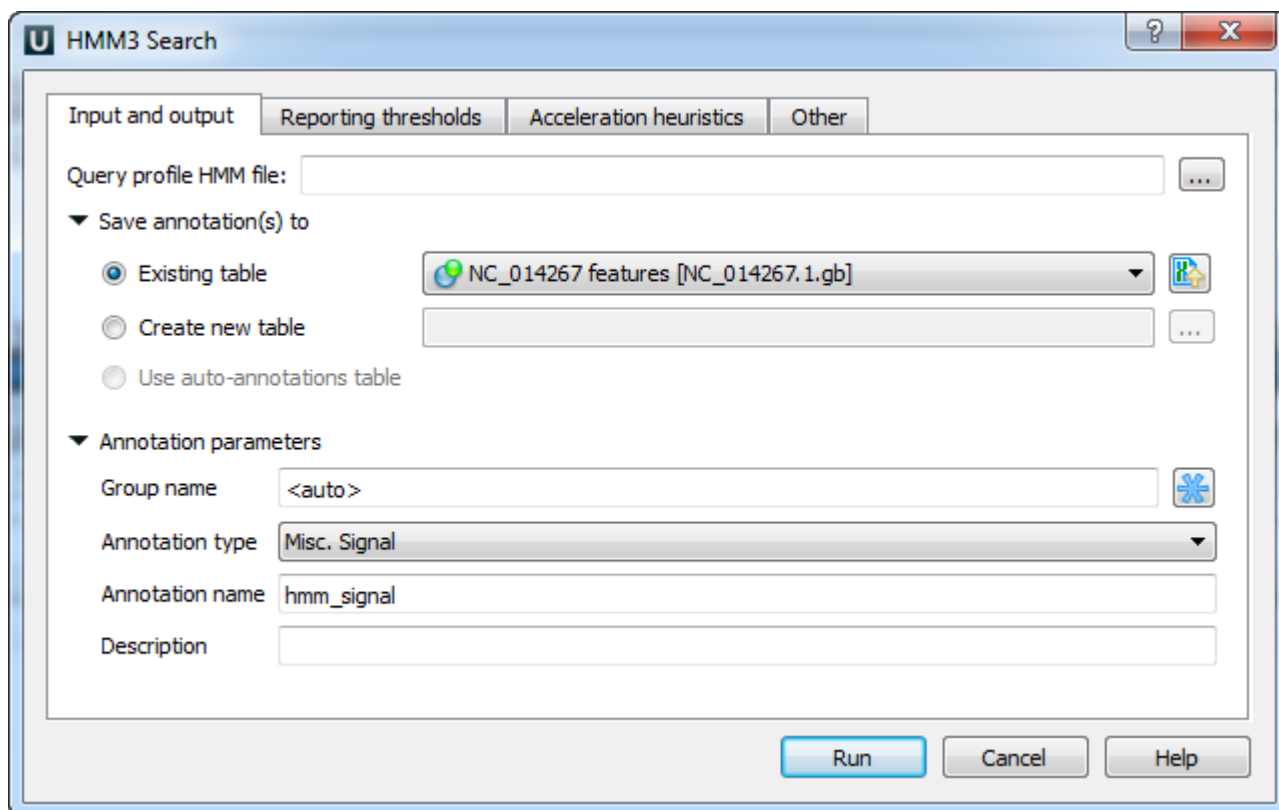 U HMM3 Search ? X
Input and output Reporting thresholds Acceleration heuristics Other
Query profile HMM file: ...
Save annotation(s) to
Existing table NC_014267 features [NC_014267.1.gb]
Create new table ...
Use auto-annotations table
Annotation parameters
Group name <auto>
Annotation type Misc. Signal
Annotation name hmm_signal
Description
Run Cancel Help